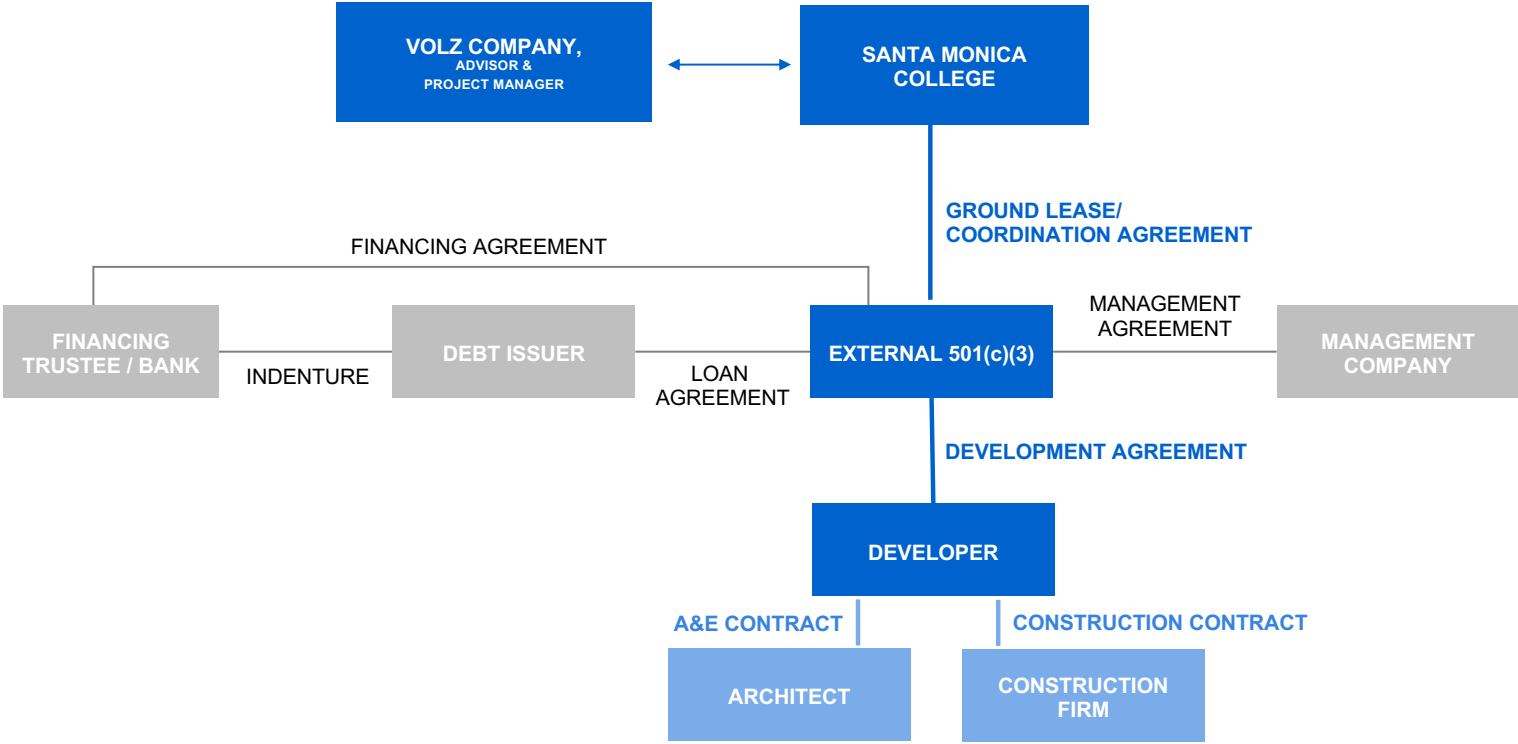 VOLZ COMPANY,
ADVISOR &
PROJECT MANAGER
SANTA MONICA
COLLEGE
GROUND LEASE/
COORDINATION AGREEMENT
FINANCING AGREEMENT
FINANCING
TRUSTEE / BANK
INDENTURE
DEBT ISSUER
LOAN
AGREEMENT
EXTERNAL 501(c)(3)
MANAGEMENT
AGREEMENT
MANAGEMENT
COMPANY
DEVELOPMENT AGREEMENT
DEVELOPER
A&E CONTRACT
CONSTRUCTION CONTRACT
ARCHITECT
CONSTRUCTION
FIRM